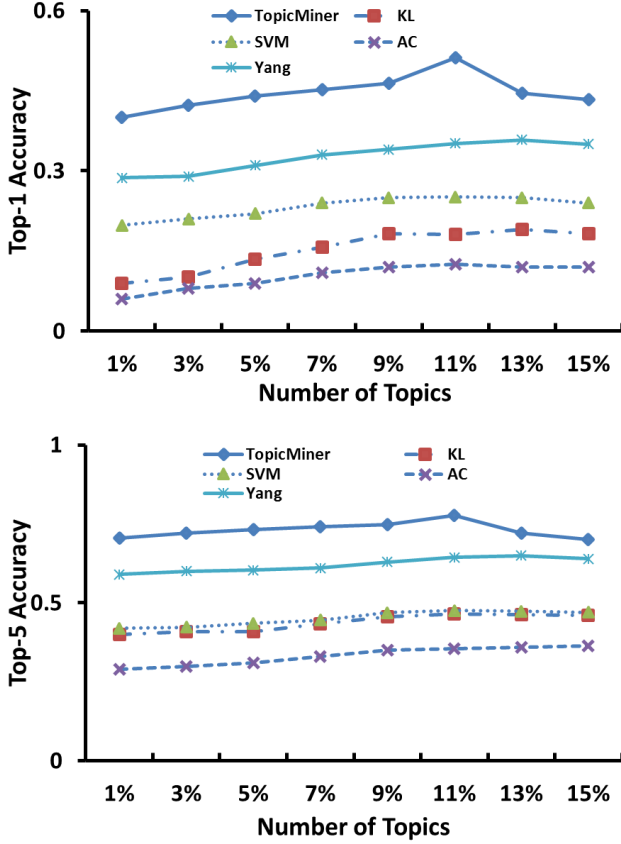 0.6
TopicMiner KL
SVM AC
Yang
0.3
0
Top-1 Accuracy
1% 3% 5% 7% 9% 11% 13% 15%
Number of Topics
1
TopicMiner KL
SVM AC
Yang
0.5
0
Top-5 Accuracy
1% 3% 5% 7% 9% 11% 13% 15%
Number of Topics